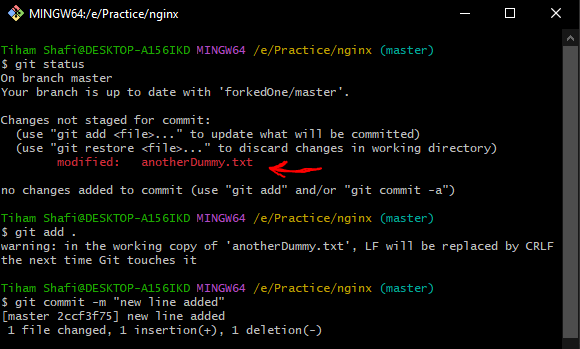 MINGW64:/e/Practice/nginx
Tiham Shafi@DESKTOP-A156IKD MINGW64 /e/Practice/nginx (master)
$ git status
On branch master
Your branch is up to date with 'forkedOne/master'.
Changes not staged for commit:
(use "git add <file>..." to update what will be committed)
(use "git restore <file>..." to discard changes in working directory)
modified:   anotherDummy.txt
no changes added to commit (use "git add" and/or "git commit -a")
Tiham Shafi@DESKTOP-A156IKD MINGW64 /e/Practice/nginx (master)
$ git add .
warning: in the working copy of 'anotherDummy.txt', LF will be replaced by CRLF
the next time Git touches it
Tiham Shafi@DESKTOP-A156IKD MINGW64 /e/Practice/nginx (master)
$ git commit -m "new line added"
[master 2ccf3f75] new line added
1 file changed, 1 insertion(+), 1 deletion(-)